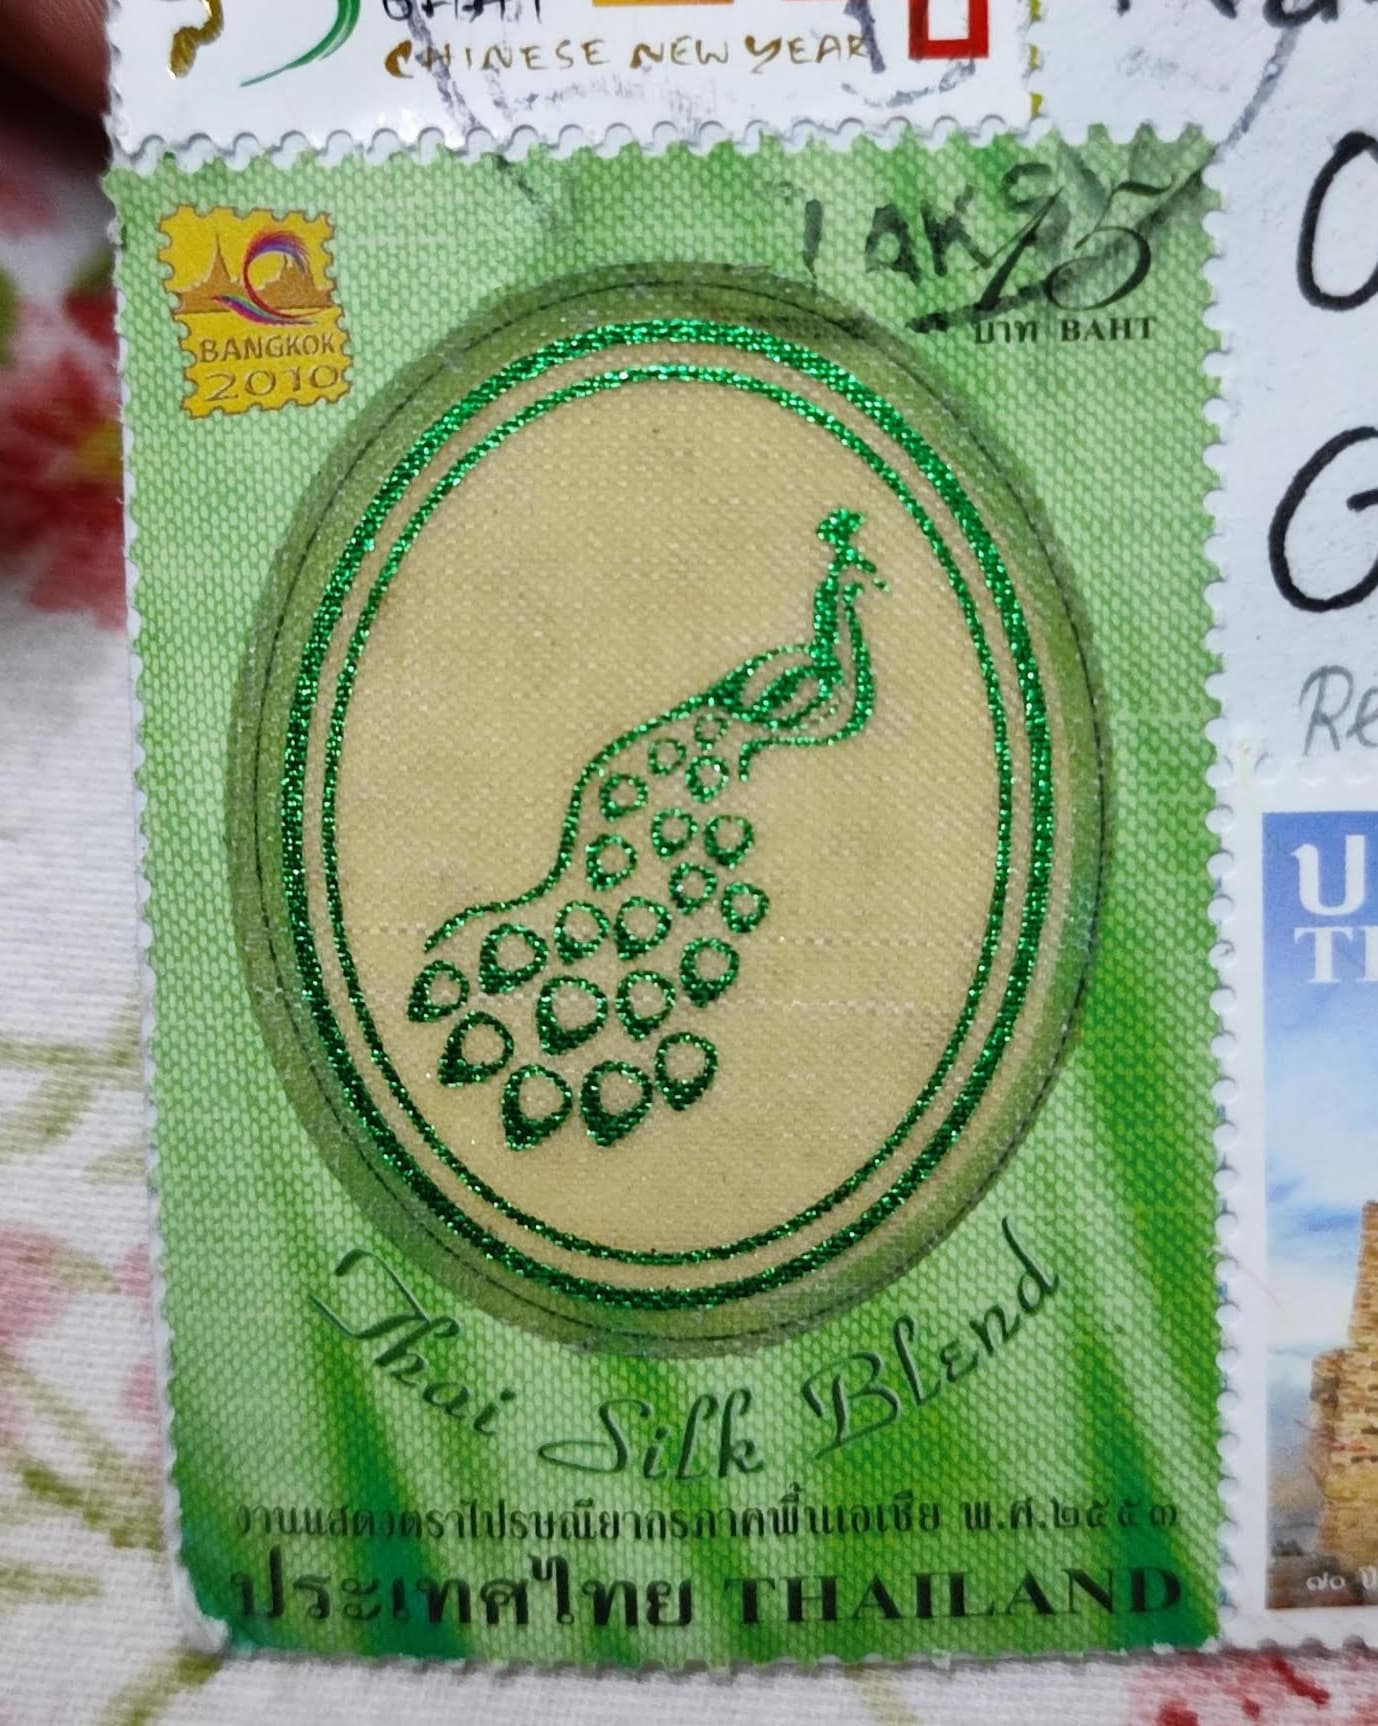 CHINESE NEW YEAR
BANGKOK
2010
15
บาท BAHT
Thai Silk Blend
งานแสดงตราไปรษณียากรภาคพื้นเอเชีย พ.ศ.๒๕๕๓
ประเทศไทย THAILAND